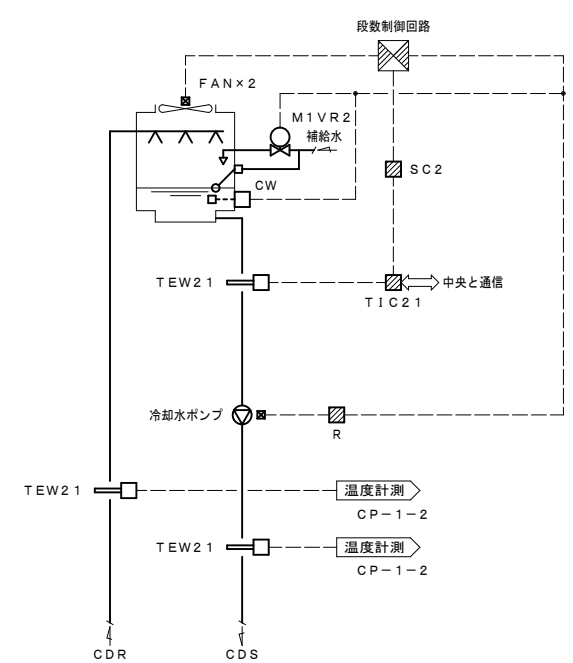 段数制御回路
FAN×2
M1VR2
補給水
SC2
CW
TEW21
中央と通信
TIC21
冷却水ポンプ
R
TEW21
温度計測
CP-1-2
TEW21
温度計測
CP-1-2
CDR
CDS